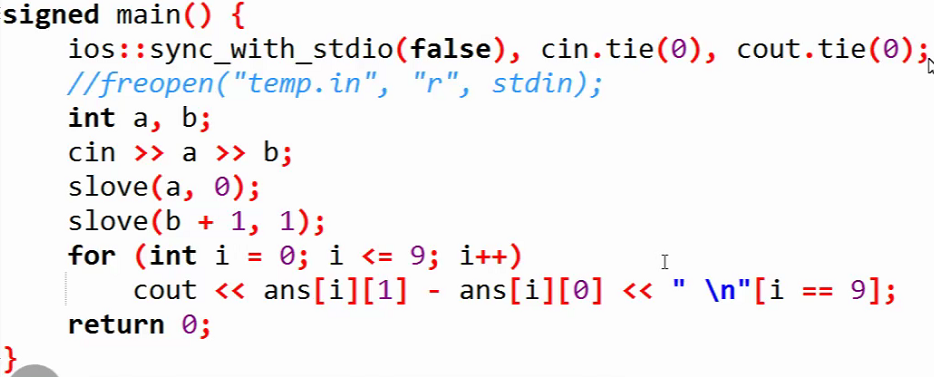 signed main() {
ios::sync_with_stdio(false), cin.tie(0), cout.tie(0);
//freopen("temp.in", "r", stdin);
int a, b;
cin >> a >> b;
slove(a, 0);
slove(b + 1, 1);
for (int i = 0; i <= 9; i++)
cout << ans[i][1] - ans[i][0] << " \n"[i == 9];
return 0;
}